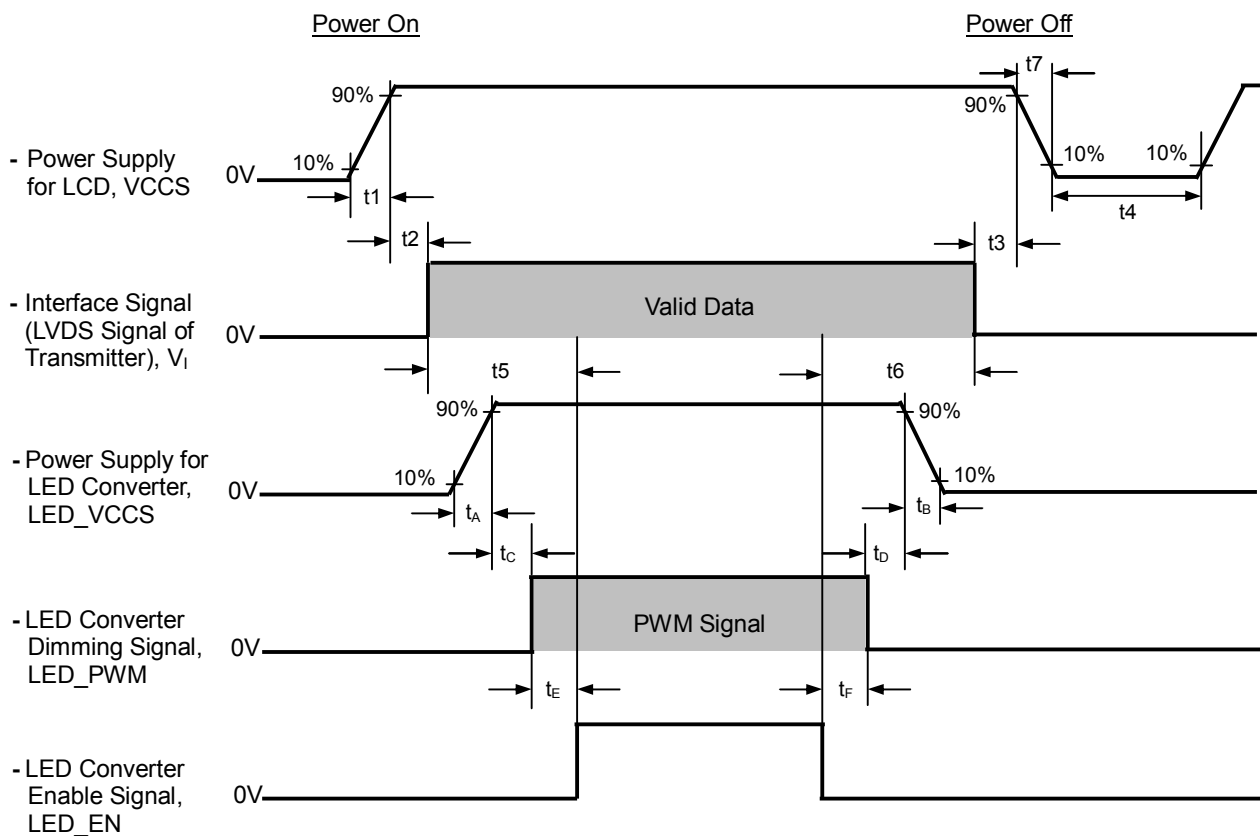 Power On
Power Off
t7
90%
90%
10%
10%
10%
- Power Supply
for LCD, VCCS
0V
t1
t4
t2
t3
- Interface Signal
(LVDS Signal of
Transmitter), VI
0V
Valid Data
t5
t6
90%
90%
- Power Supply for
LED Converter,
LED_VCCS
0V
10%
10%
tA
tB
tC
tD
- LED Converter
Dimming Signal,
LED_PWM
0V
PWM Signal
tE
tF
- LED Converter
Enable Signal,
LED_EN
0V